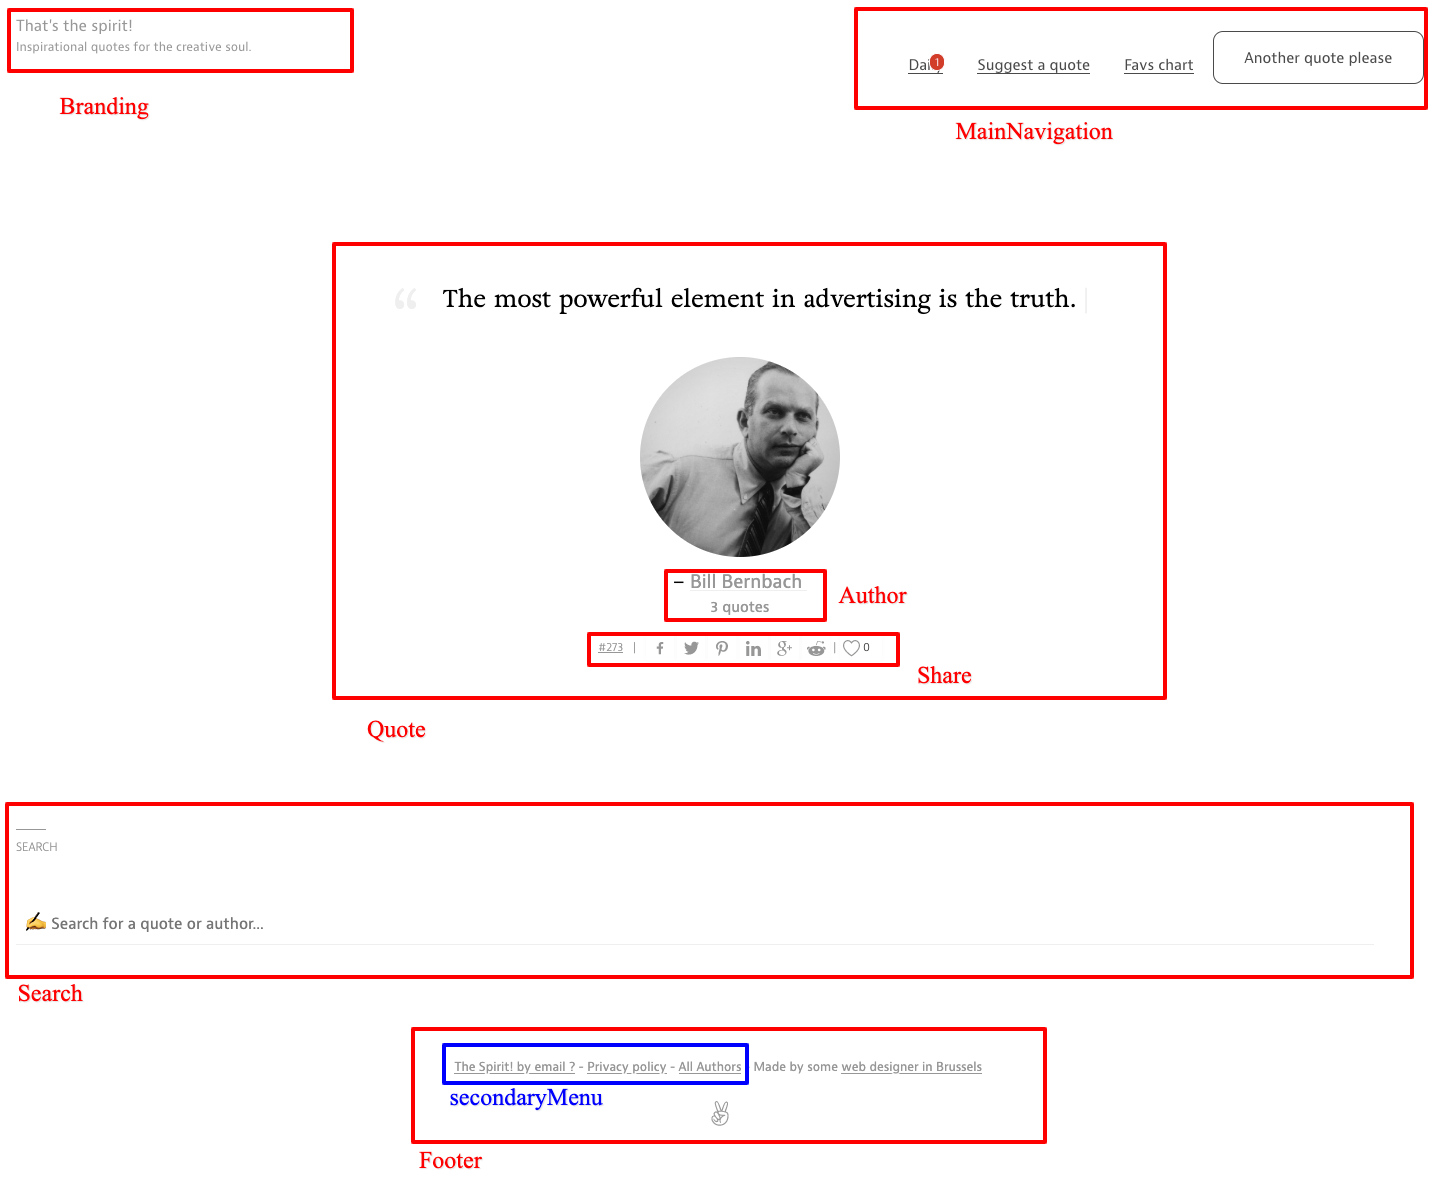 That's the spirit!
Inspirational quotes for the creative soul.
Branding
Daily 1 Suggest a quote Favs chart Another quote please
MainNavigation
“ The most powerful element in advertising is the truth.
– Bill Bernbach
3 quotes
Author
#273 | | 0
Share
Quote
SEARCH
✍️ Search for a quote or author...
Search
The Spirit! by email ? - Privacy policy - All Authors Made by some web designer in Brussels
secondaryMenu
Footer